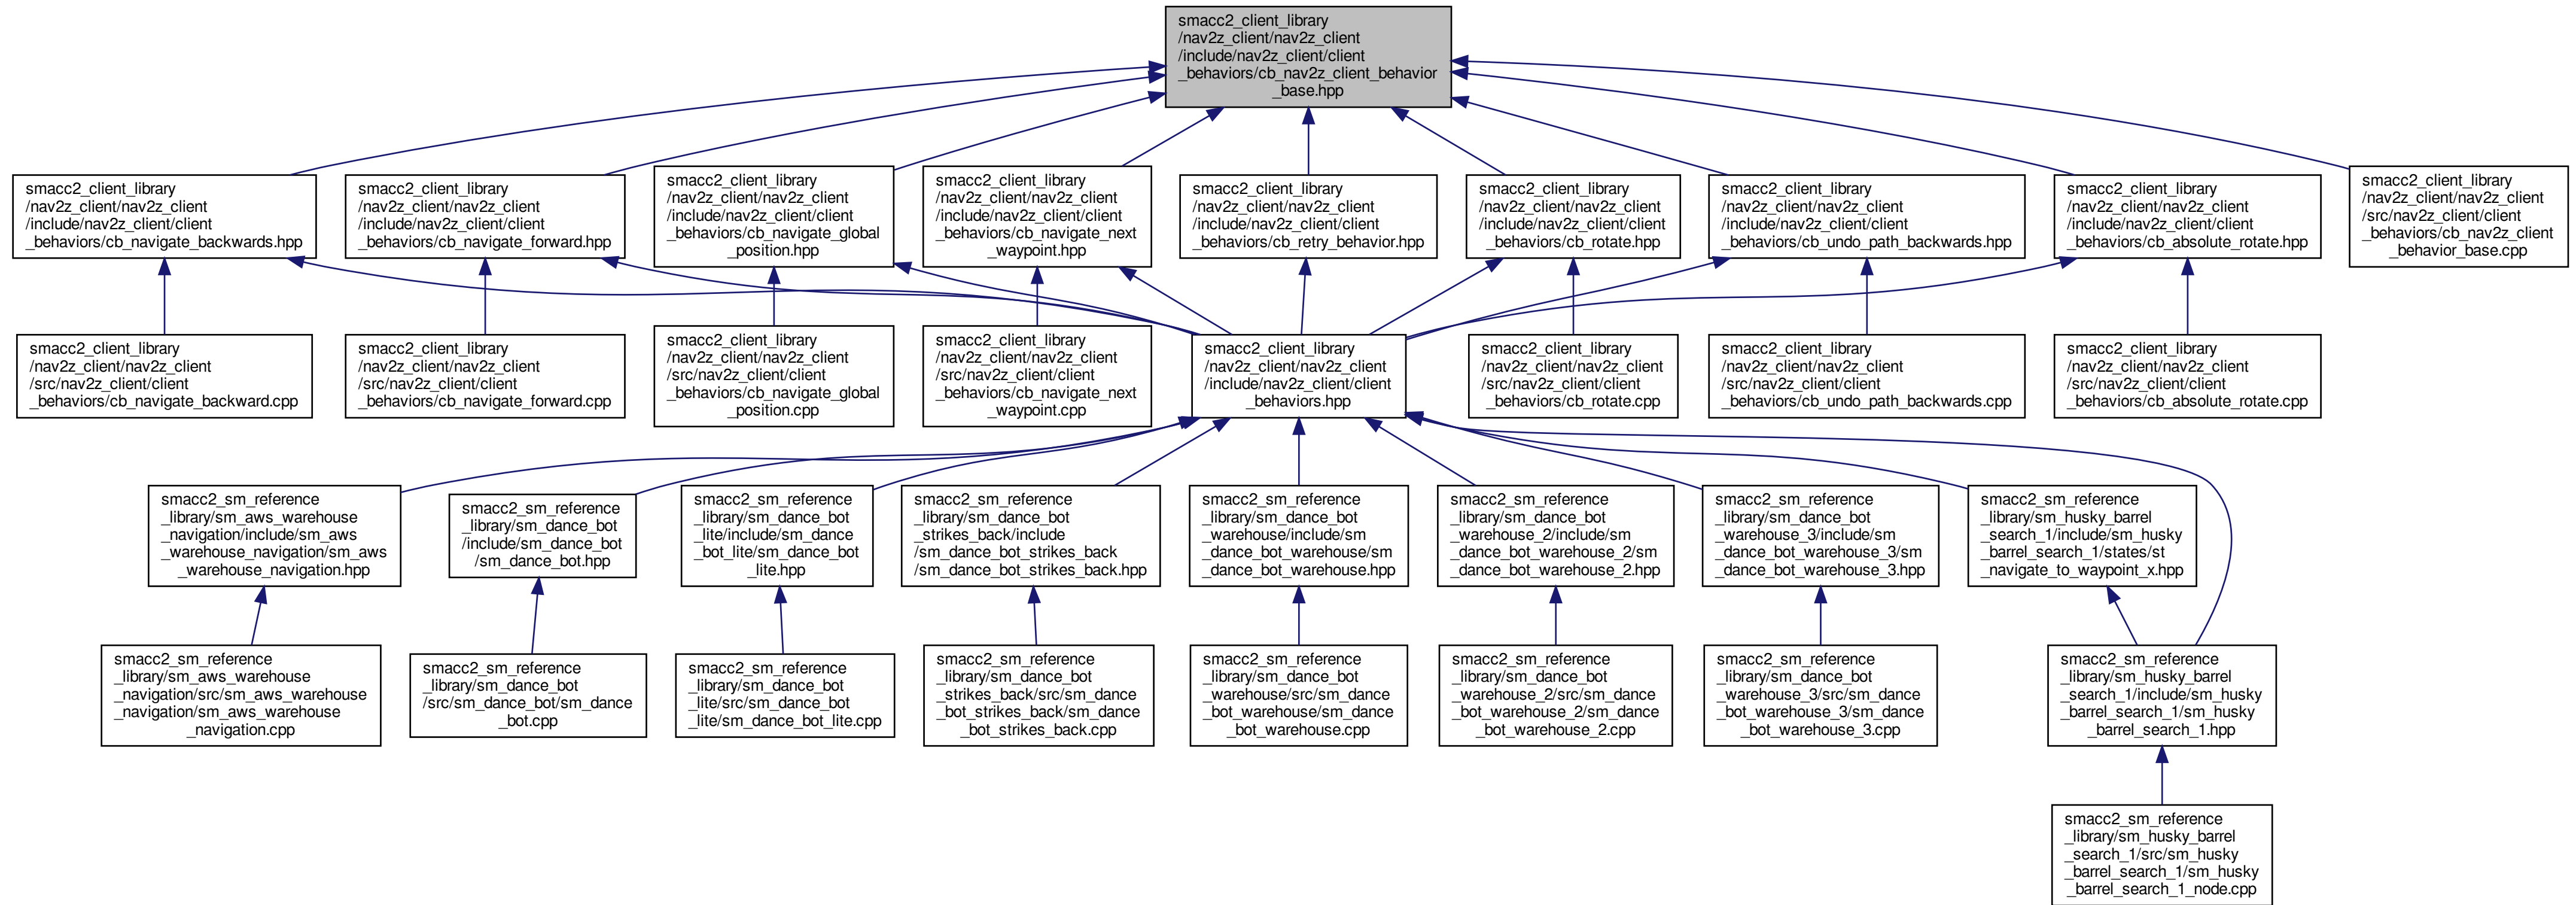 smacc2_client_library
/nav2z_client/nav2z_client
/include/nav2z_client/client
_behaviors/cb_nav2z_client_behavior
_base.hpp
smacc2_client_library
/nav2z_client/nav2z_client
/include/nav2z_client/client
_behaviors/cb_navigate_backwards.hpp
smacc2_client_library
/nav2z_client/nav2z_client
/include/nav2z_client/client
_behaviors/cb_navigate_forward.hpp
smacc2_client_library
/nav2z_client/nav2z_client
/include/nav2z_client/client
_behaviors/cb_navigate_global
_position.hpp
smacc2_client_library
/nav2z_client/nav2z_client
/include/nav2z_client/client
_behaviors/cb_navigate_next
_waypoint.hpp
smacc2_client_library
/nav2z_client/nav2z_client
/include/nav2z_client/client
_behaviors/cb_retry_behavior.hpp
smacc2_client_library
/nav2z_client/nav2z_client
/include/nav2z_client/client
_behaviors/cb_rotate.hpp
smacc2_client_library
/nav2z_client/nav2z_client
/include/nav2z_client/client
_behaviors/cb_undo_path_backwards.hpp
smacc2_client_library
/nav2z_client/nav2z_client
/include/nav2z_client/client
_behaviors/cb_absolute_rotate.hpp
smacc2_client_library
/nav2z_client/nav2z_client
/src/nav2z_client/client
_behaviors/cb_nav2z_client
_behavior_base.cpp
smacc2_client_library
/nav2z_client/nav2z_client
/src/nav2z_client/client
_behaviors/cb_navigate_backward.cpp
smacc2_client_library
/nav2z_client/nav2z_client
/src/nav2z_client/client
_behaviors/cb_navigate_forward.cpp
smacc2_client_library
/nav2z_client/nav2z_client
/src/nav2z_client/client
_behaviors/cb_navigate_global
_position.cpp
smacc2_client_library
/nav2z_client/nav2z_client
/src/nav2z_client/client
_behaviors/cb_navigate_next
_waypoint.cpp
smacc2_client_library
/nav2z_client/nav2z_client
/include/nav2z_client/client
_behaviors.hpp
smacc2_client_library
/nav2z_client/nav2z_client
/src/nav2z_client/client
_behaviors/cb_rotate.cpp
smacc2_client_library
/nav2z_client/nav2z_client
/src/nav2z_client/client
_behaviors/cb_undo_path_backwards.cpp
smacc2_client_library
/nav2z_client/nav2z_client
/src/nav2z_client/client
_behaviors/cb_absolute_rotate.cpp
smacc2_sm_reference
_library/sm_aws_warehouse
_navigation/include/sm_aws
_warehouse_navigation/sm_aws
_warehouse_navigation.hpp
smacc2_sm_reference
_library/sm_dance_bot
/include/sm_dance_bot
/sm_dance_bot.hpp
smacc2_sm_reference
_library/sm_dance_bot
_lite/include/sm_dance
_bot_lite/sm_dance_bot
_lite.hpp
smacc2_sm_reference
_library/sm_dance_bot
_strikes_back/include
/sm_dance_bot_strikes_back
/sm_dance_bot_strikes_back.hpp
smacc2_sm_reference
_library/sm_dance_bot
_warehouse/include/sm
_dance_bot_warehouse/sm
_dance_bot_warehouse.hpp
smacc2_sm_reference
_library/sm_dance_bot
_warehouse_2/include/sm
_dance_bot_warehouse_2/sm
_dance_bot_warehouse_2.hpp
smacc2_sm_reference
_library/sm_dance_bot
_warehouse_3/include/sm
_dance_bot_warehouse_3/sm
_dance_bot_warehouse_3.hpp
smacc2_sm_reference
_library/sm_husky_barrel
_search_1/include/sm_husky
_barrel_search_1/states/st
_navigate_to_waypoint_x.hpp
smacc2_sm_reference
_library/sm_aws_warehouse
_navigation/src/sm_aws_warehouse
_navigation/sm_aws_warehouse
_navigation.cpp
smacc2_sm_reference
_library/sm_dance_bot
/src/sm_dance_bot/sm_dance
_bot.cpp
smacc2_sm_reference
_library/sm_dance_bot
_lite/src/sm_dance_bot
_lite/sm_dance_bot_lite.cpp
smacc2_sm_reference
_library/sm_dance_bot
_strikes_back/src/sm_dance
_bot_strikes_back/sm_dance
_bot_strikes_back.cpp
smacc2_sm_reference
_library/sm_dance_bot
_warehouse/src/sm_dance
_bot_warehouse/sm_dance
_bot_warehouse.cpp
smacc2_sm_reference
_library/sm_dance_bot
_warehouse_2/src/sm_dance
_bot_warehouse_2/sm_dance
_bot_warehouse_2.cpp
smacc2_sm_reference
_library/sm_dance_bot
_warehouse_3/src/sm_dance
_bot_warehouse_3/sm_dance
_bot_warehouse_3.cpp
smacc2_sm_reference
_library/sm_husky_barrel
_search_1/include/sm_husky
_barrel_search_1/sm_husky
_barrel_search_1.hpp
smacc2_sm_reference
_library/sm_husky_barrel
_search_1/src/sm_husky
_barrel_search_1/sm_husky
_barrel_search_1_node.cpp